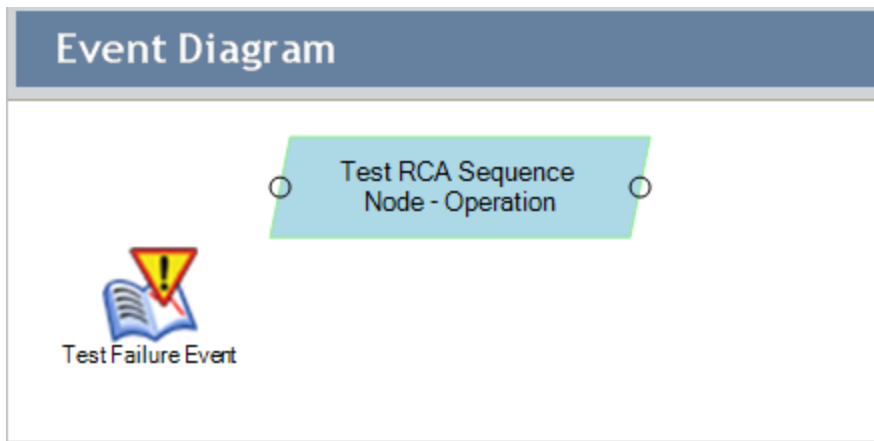 Event Diagram
Test RCA Sequence
Node - Operation
Test Failure Event